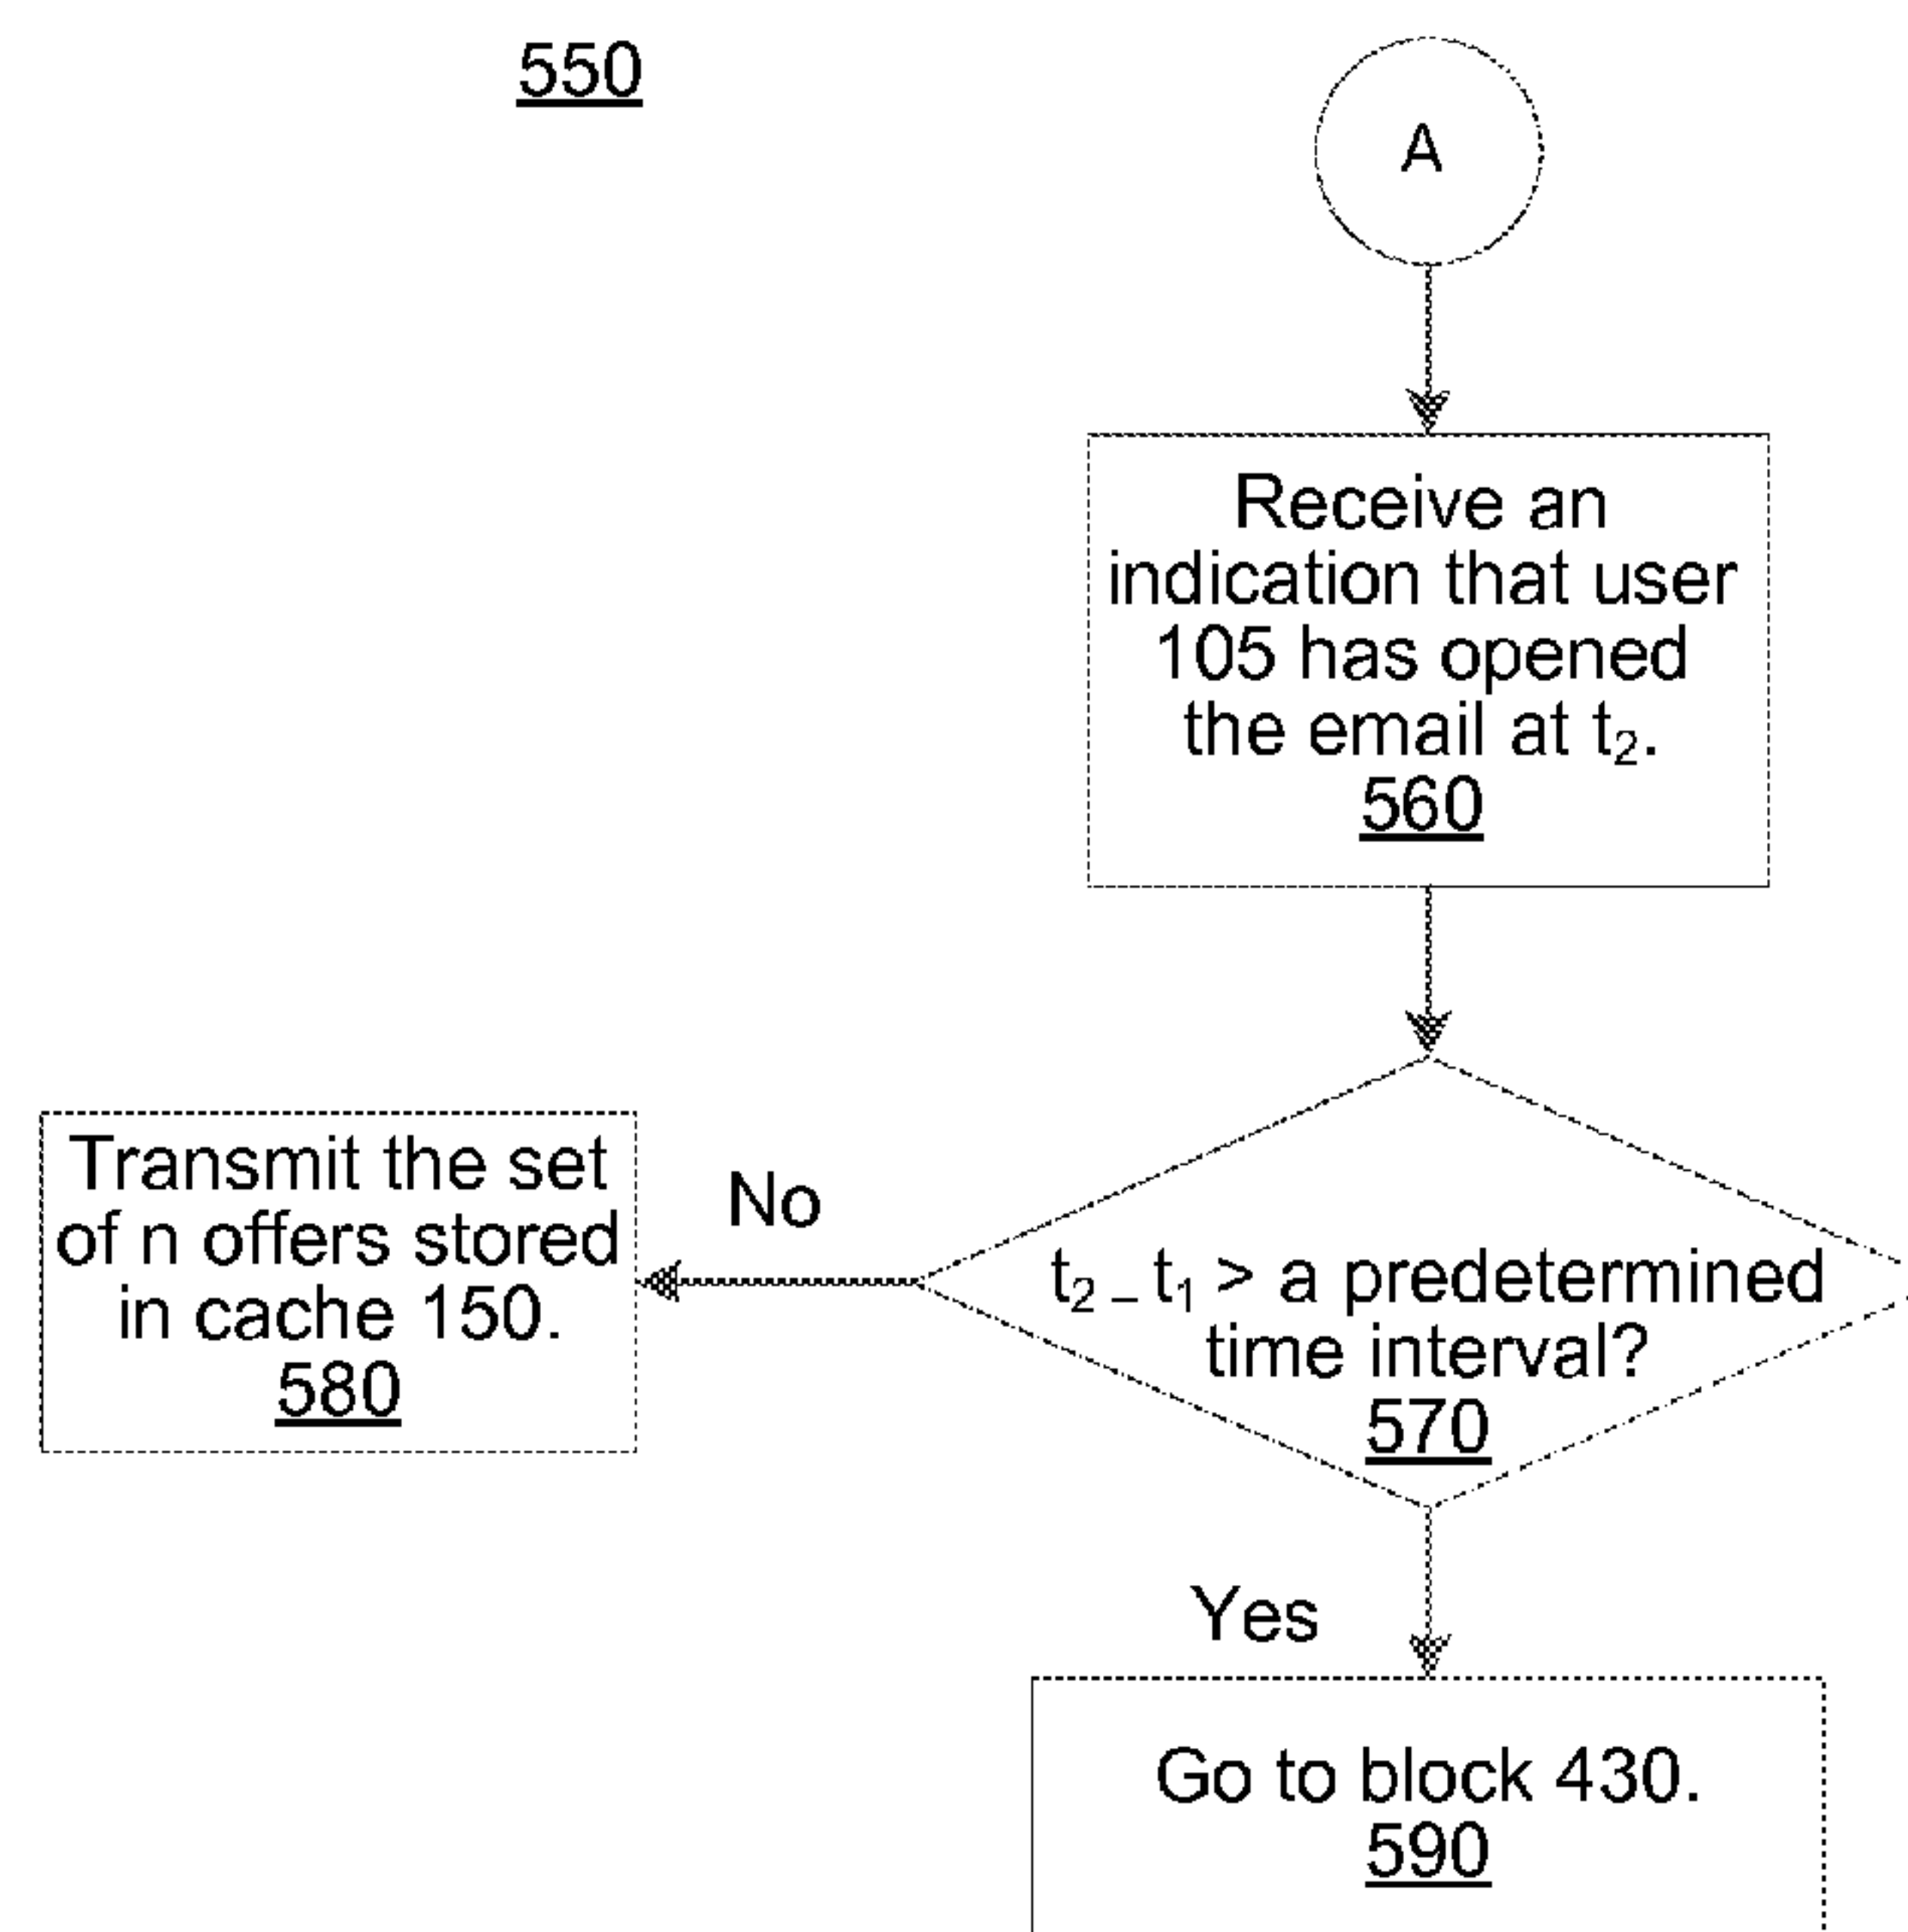 550
A
Receive an
indication that user
105 has opened
the email at t₂.
560
t₂ – t₁ > a predetermined
time interval?
570
No
Transmit the set
of n offers stored
in cache 150.
580
Yes
Go to block 430.
590